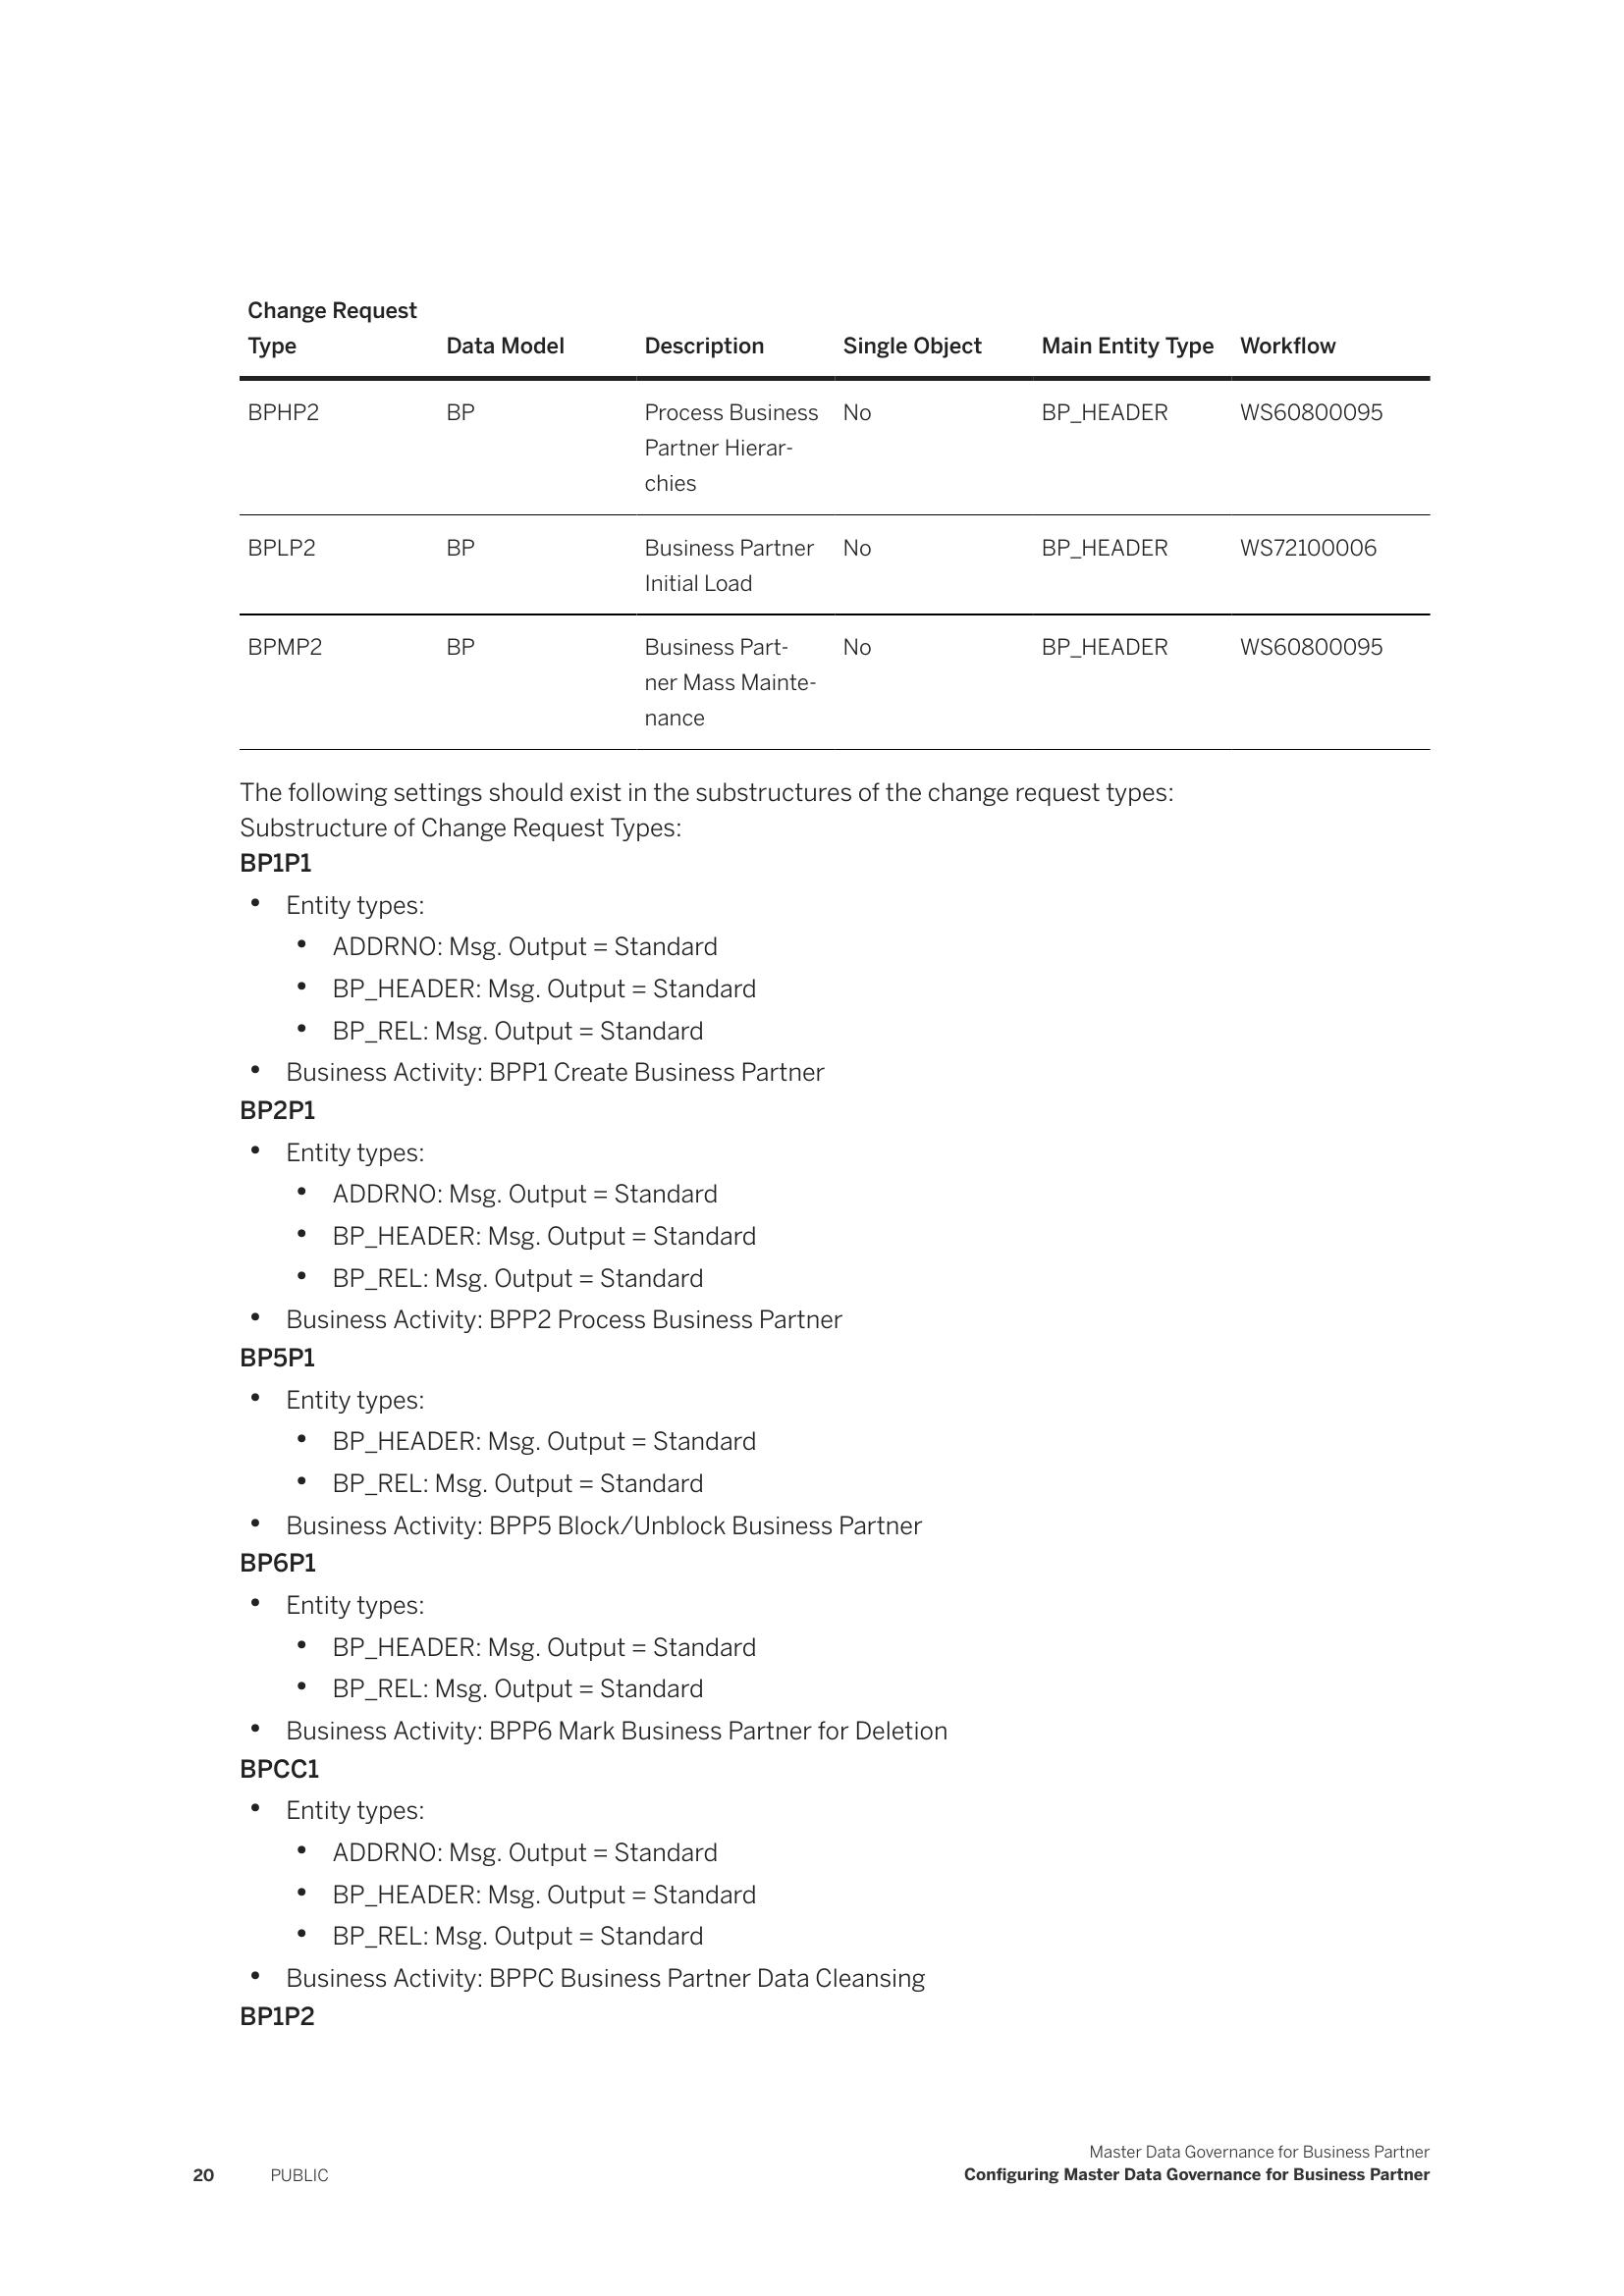 Change Request
Type Data Model Description Single Object Main Entity Type Workflow
BPHP2 BP Process Business No BP_HEADER WS60800095
Partner Hierar-
chies
BPLP2 BP Business Partner No BP_HEADER WS72100006
Initial Load
BPMP2 BP Business Part- No BP_HEADER WS60800095
ner Mass Mainte-
nance
The following settings should exist in the substructures of the change request types:
Substructure of Change Request Types:
BP1P1
• Entity types:
• ADDRNO: Msg. Output = Standard
• BP_HEADER: Msg. Output = Standard
• BP_REL: Msg. Output = Standard
• Business Activity: BPP1 Create Business Partner
BP2P1
• Entity types:
• ADDRNO: Msg. Output = Standard
• BP_HEADER: Msg. Output = Standard
• BP_REL: Msg. Output = Standard
• Business Activity: BPP2 Process Business Partner
BP5P1
• Entity types:
• BP_HEADER: Msg. Output = Standard
• BP_REL: Msg. Output = Standard
• Business Activity: BPP5 Block/Unblock Business Partner
BP6P1
• Entity types:
• BP_HEADER: Msg. Output = Standard
• BP_REL: Msg. Output = Standard
• Business Activity: BPP6 Mark Business Partner for Deletion
BPCC1
• Entity types:
• ADDRNO: Msg. Output = Standard
• BP_HEADER: Msg. Output = Standard
• BP_REL: Msg. Output = Standard
• Business Activity: BPPC Business Partner Data Cleansing
BP1P2
Master Data Governance for Business Partner
20 PUBLIC Configuring Master Data Governance for Business Partner